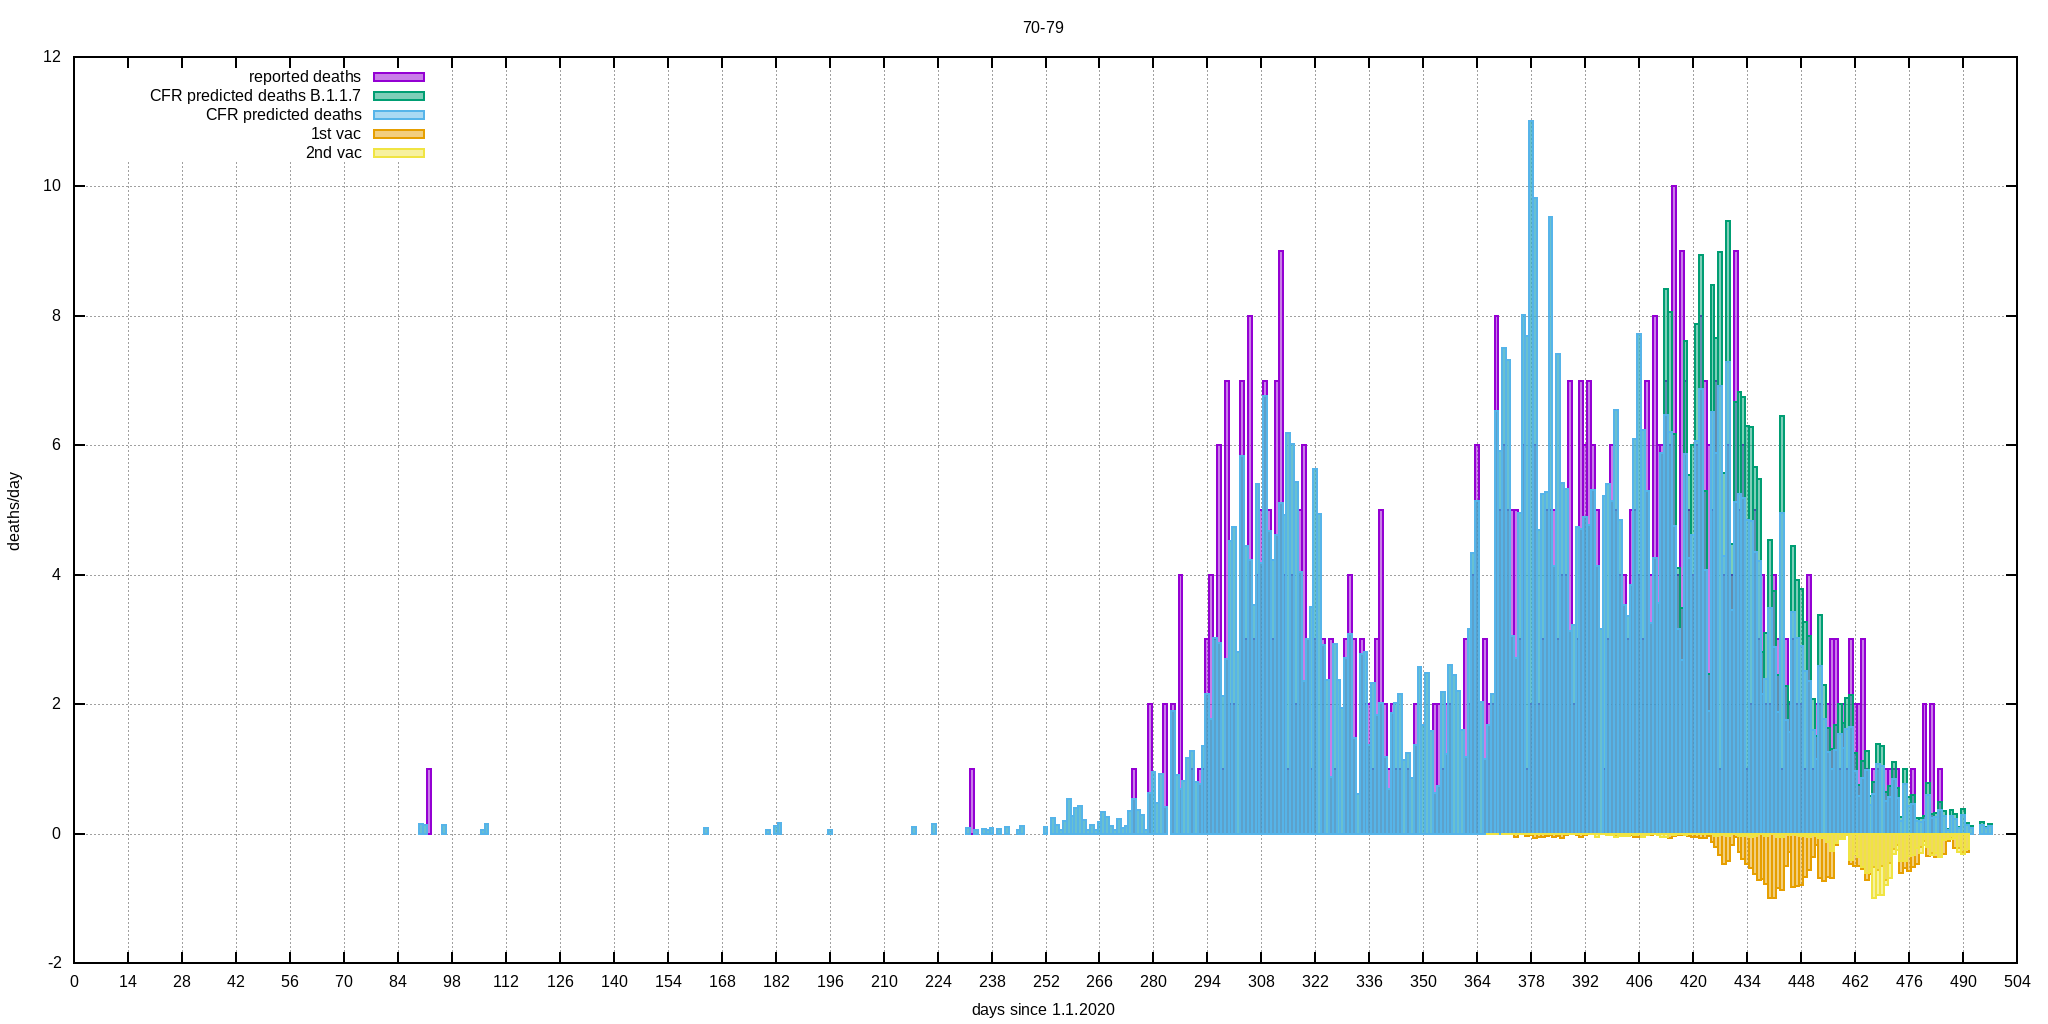 70-79
reported deaths
CFR predicted deaths B.1.1.7
CFR predicted deaths
1st vac
2nd vac
12
10
8
6
4
2
0
-2
deaths/day
0 14 28 42 56 70 84 98 112 126 140 154 168 182 196 210 224 238 252 266 280 294 308 322 336 350 364 378 392 406 420 434 448 462 476 490 504
days since 1.1.2020